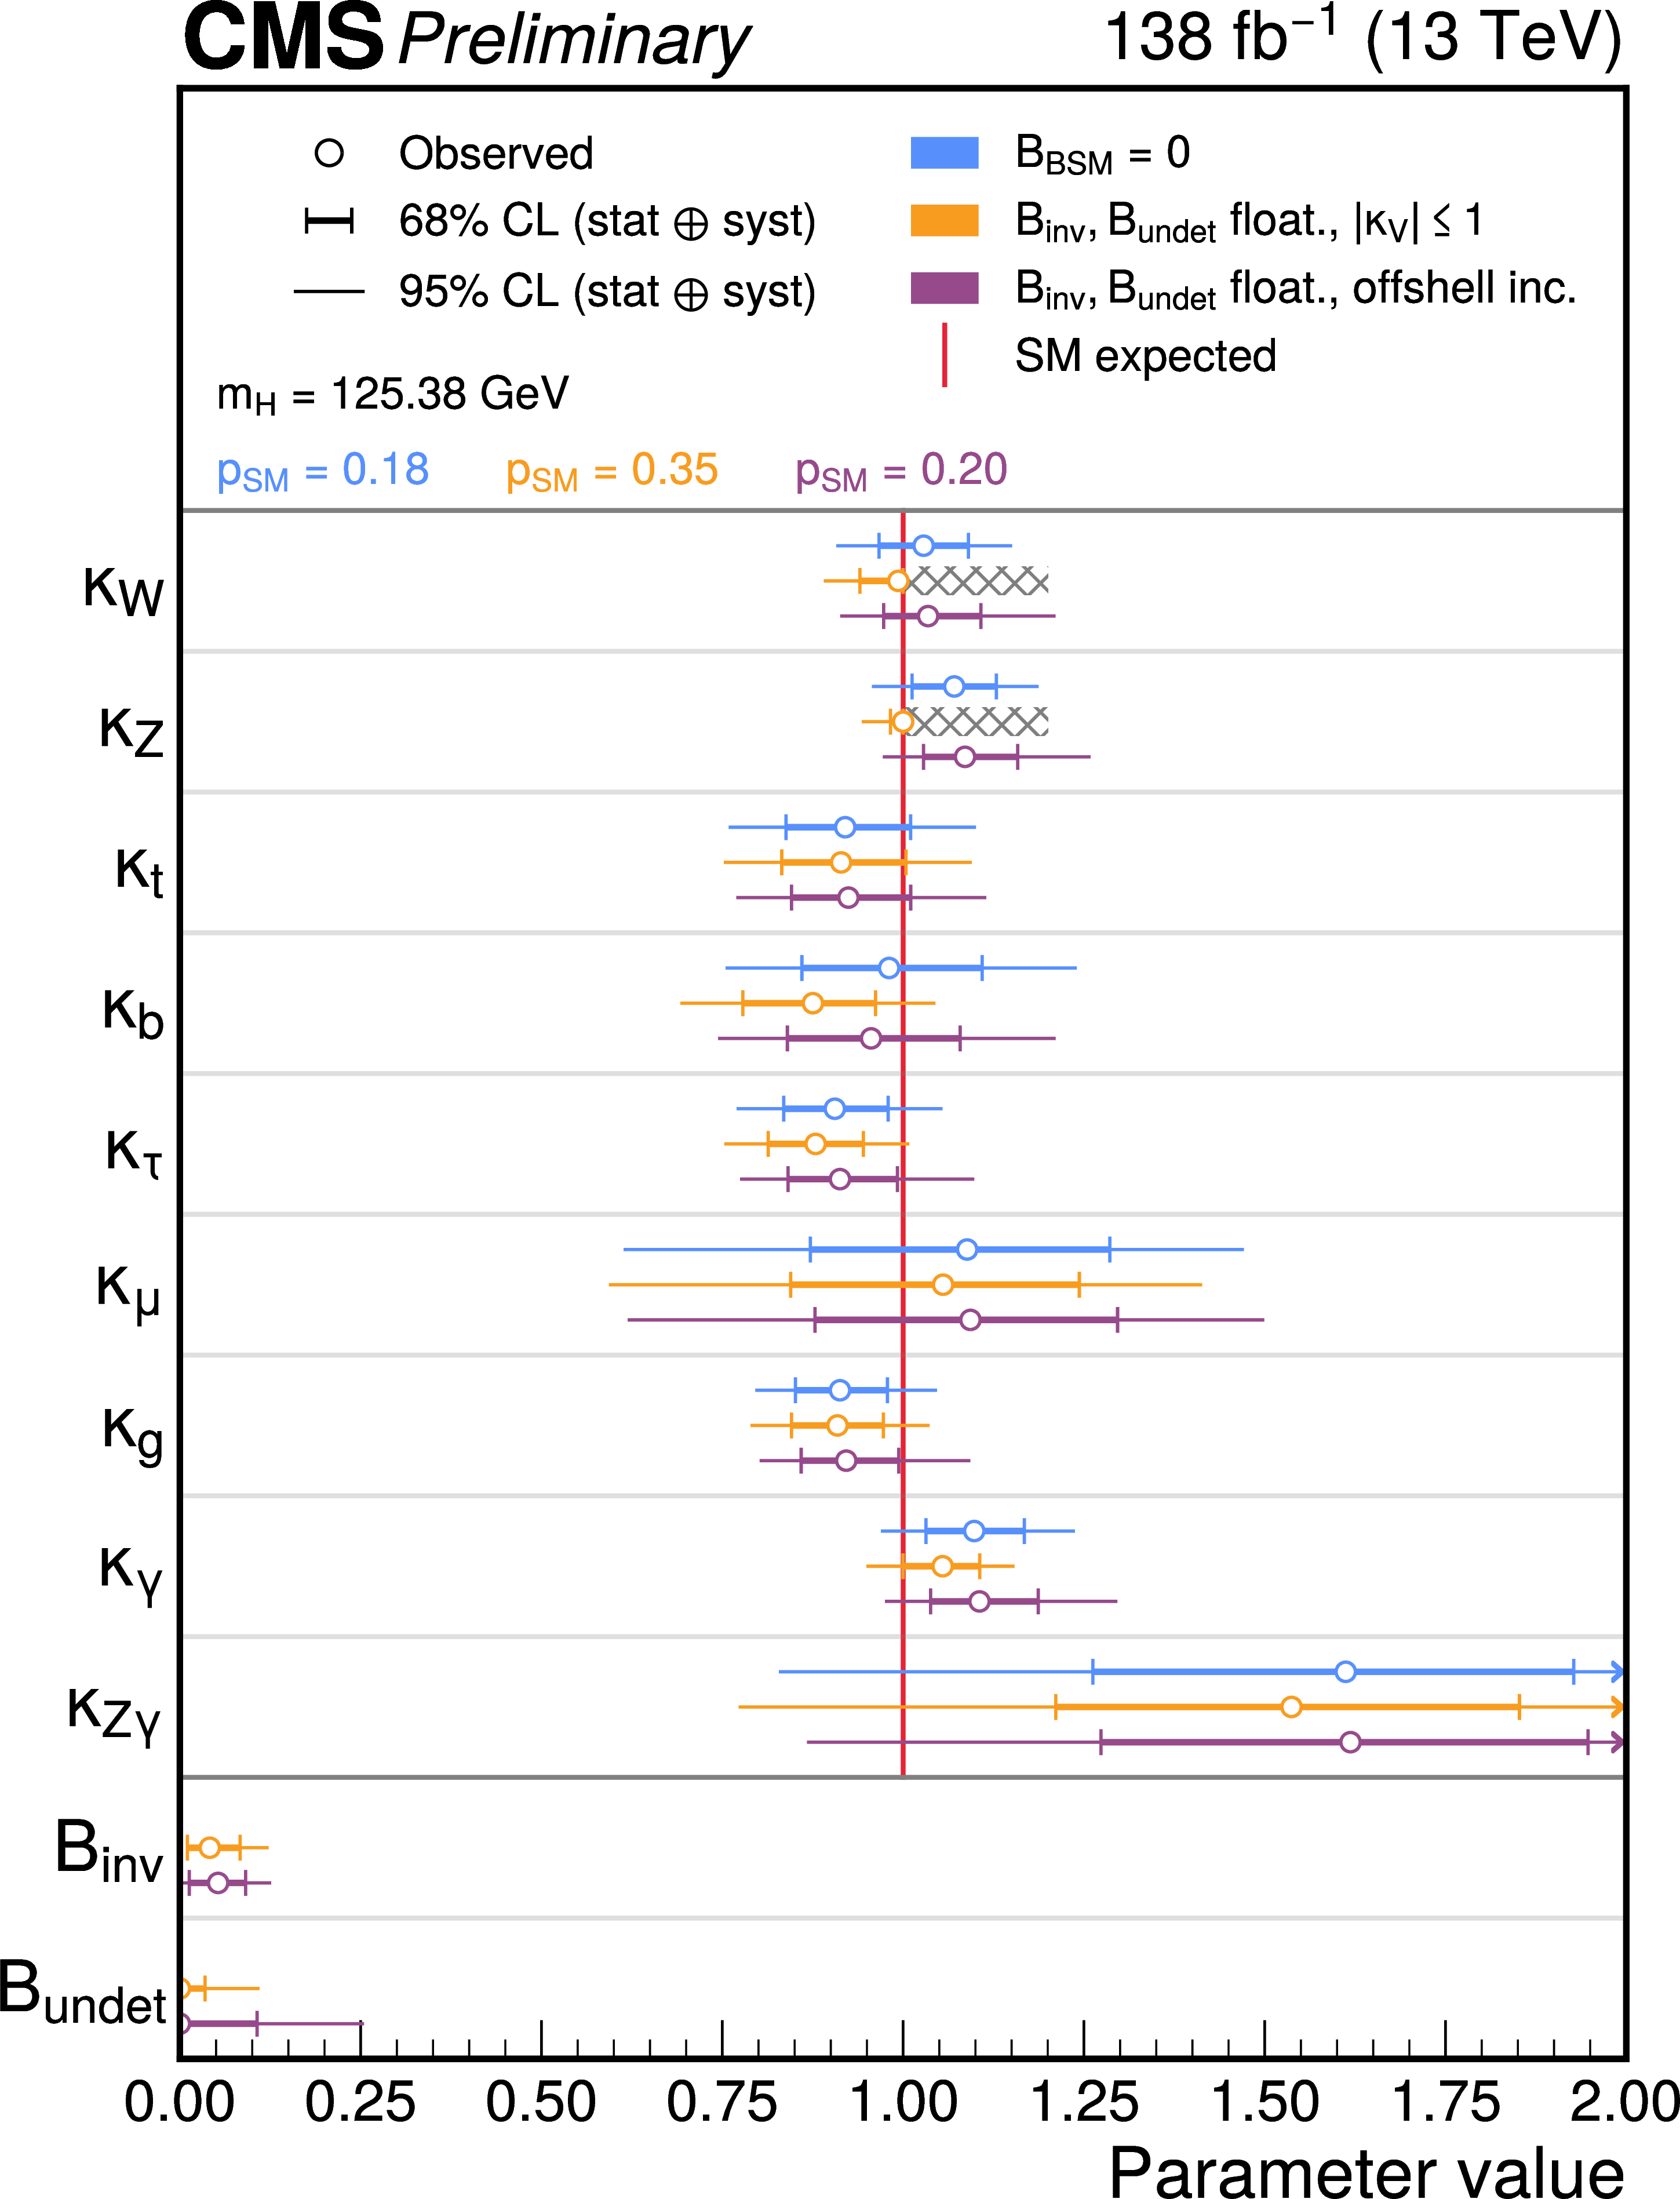 CMS Preliminary 138 fb⁻¹ (13 TeV)
Observed
68% CL (stat ⊕ syst)
95% CL (stat ⊕ syst)
B_BSM = 0
B_inv, B_undet float., |κ_V| ≤ 1
B_inv, B_undet float., offshell inc.
SM expected
m_H = 125.38 GeV
p_SM = 0.18 p_SM = 0.35 p_SM = 0.20
κ_W
κ_Z
κ_t
κ_b
κ_τ
κ_μ
κ_g
κ_γ
κ_Zγ
B_inv
B_undet
0.00 0.25 0.50 0.75 1.00 1.25 1.50 1.75 2.00
Parameter value